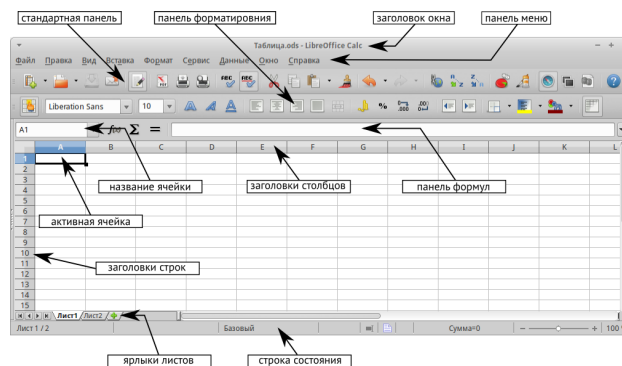 стандартная панель
панель форматировния
заголовок окна
панель меню
Таблица.ods - LibreOffice Calc
Файл Правка Вид Вставка Формат Сервис Данные Окно Справка
Liberation Sans 10
A1
A B C D E F G H I J K L
1
2
3
4
5
6
7
8
9
10
11
12
13
14
15
название ячейки
заголовки столбцов
панель формул
активная ячейка
заголовки строк
Лист1 Лист2
Лист 1 / 2 Базовый Сумма=0 100
ярлыки листов
строка состояния